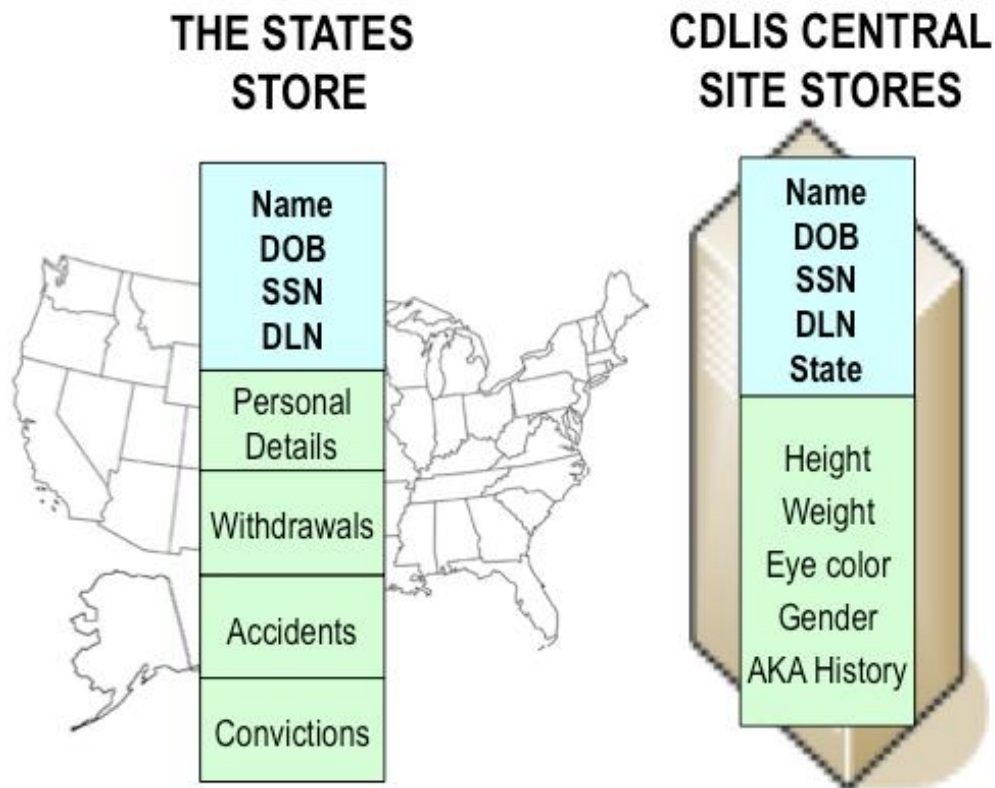 THE STATES
STORE
Name
DOB
SSN
DLN
Personal
Details
Withdrawals
Accidents
Convictions
CDLIS CENTRAL
SITE STORES
Name
DOB
SSN
DLN
State
Height
Weight
Eye color
Gender
AKA History